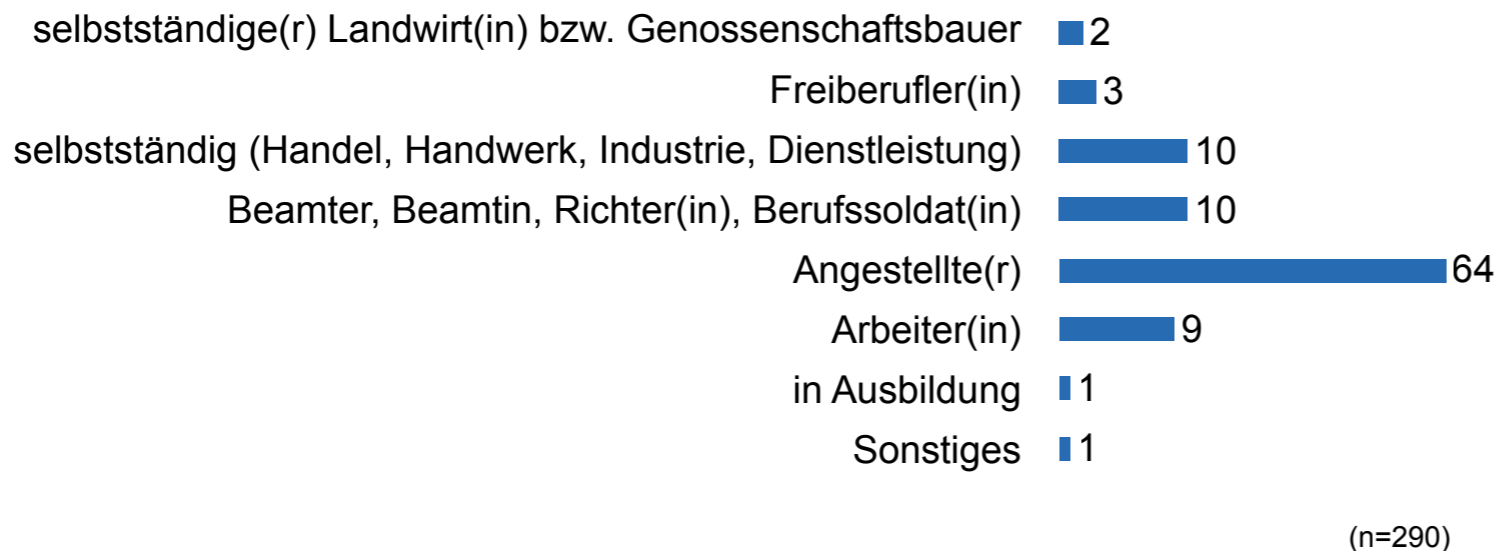 selbstständige(r) Landwirt(in) bzw. Genossenschaftsbauer 2
Freiberufler(in) 3
selbstständig (Handel, Handwerk, Industrie, Dienstleistung) 10
Beamter, Beamtin, Richter(in), Berufssoldat(in) 10
Angestellte(r) 64
Arbeiter(in) 9
in Ausbildung 1
Sonstiges 1
(n=290)